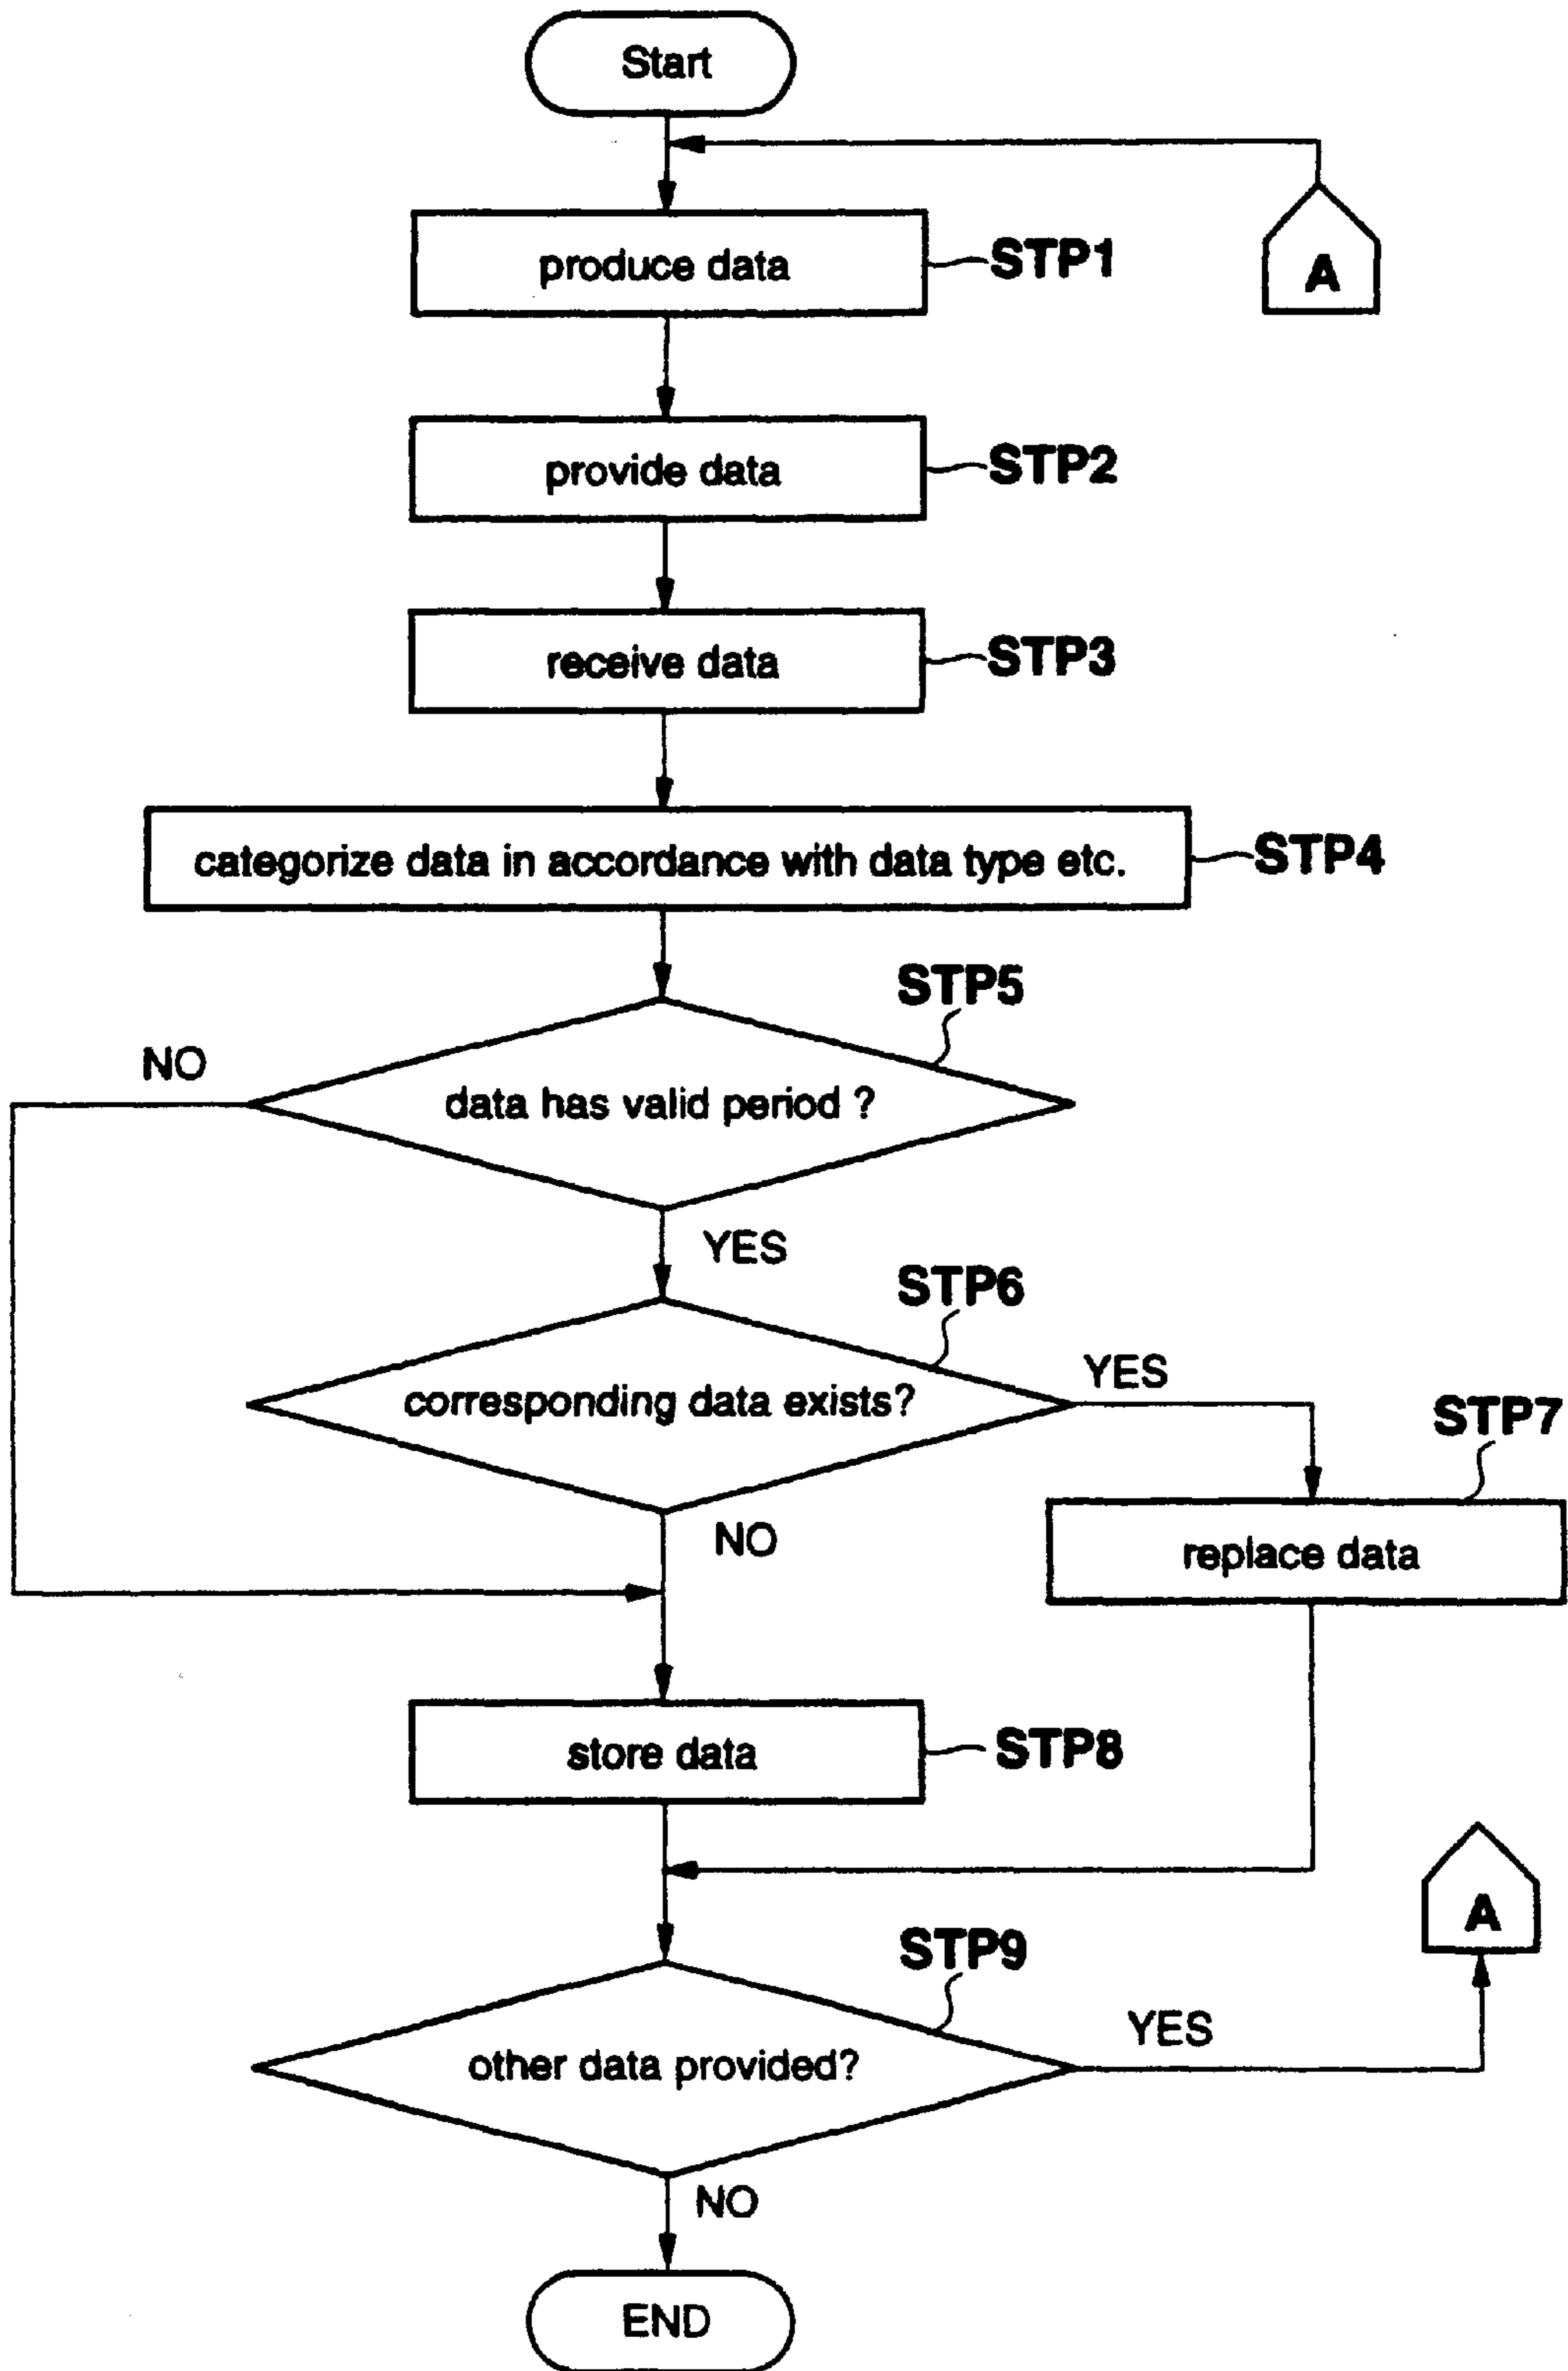 Start
produce data
STP1
A
provide data
STP2
receive data
STP3
categorize data in accordance with data type etc.
STP4
STP5
NO
data has valid period ?
YES
STP6
corresponding data exists?
YES
STP7
NO
replace data
store data
STP8
A
STP9
other data provided?
YES
NO
END